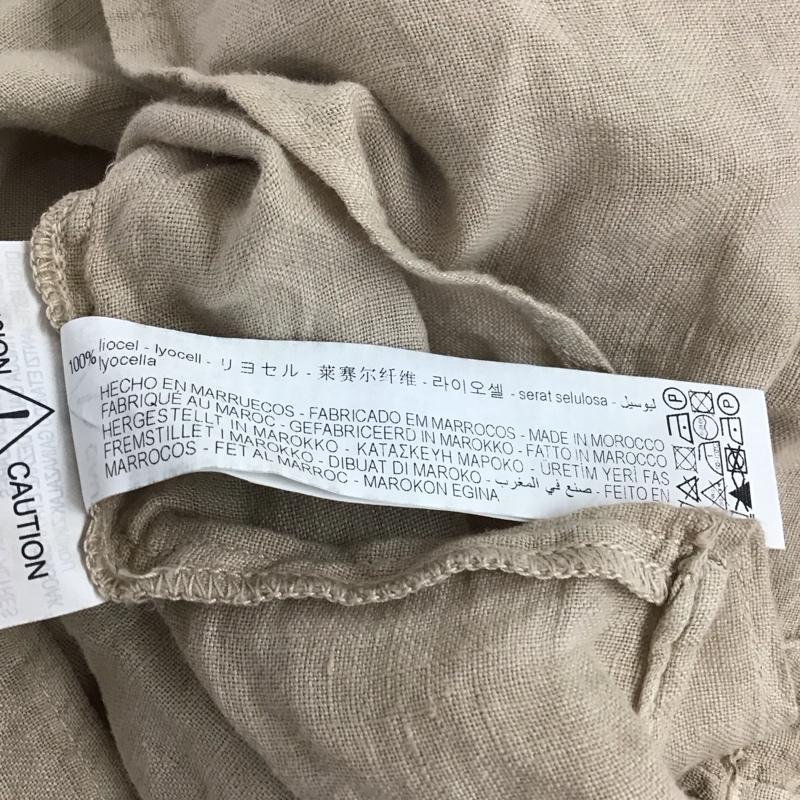 100% liocel - lyocell - リヨセル - 莱赛尔纤维 - 라이오셀 - serat selulosa - ليوسيل
lyocella
HECHO EN MARRUECOS - FABRICADO EM MARROCOS - MADE IN MOROCCO
FABRIQUÉ AU MAROC - GEFABRICEERD IN MAROKKO - FATTO IN MAROCCO
HERGESTELLT IN MAROKKO - ΚΑΤΑΣΚΕΥΗ ΜΑΡΟΚΟ - ÜRETİM YERİ FAS
FREMSTILLET I MAROKKO - DIBUAT DI MAROKO - صنع في المغرب - FEITO EN
MARROCOS - FET AL MARROC - MAROKON EGINA
CAUTION